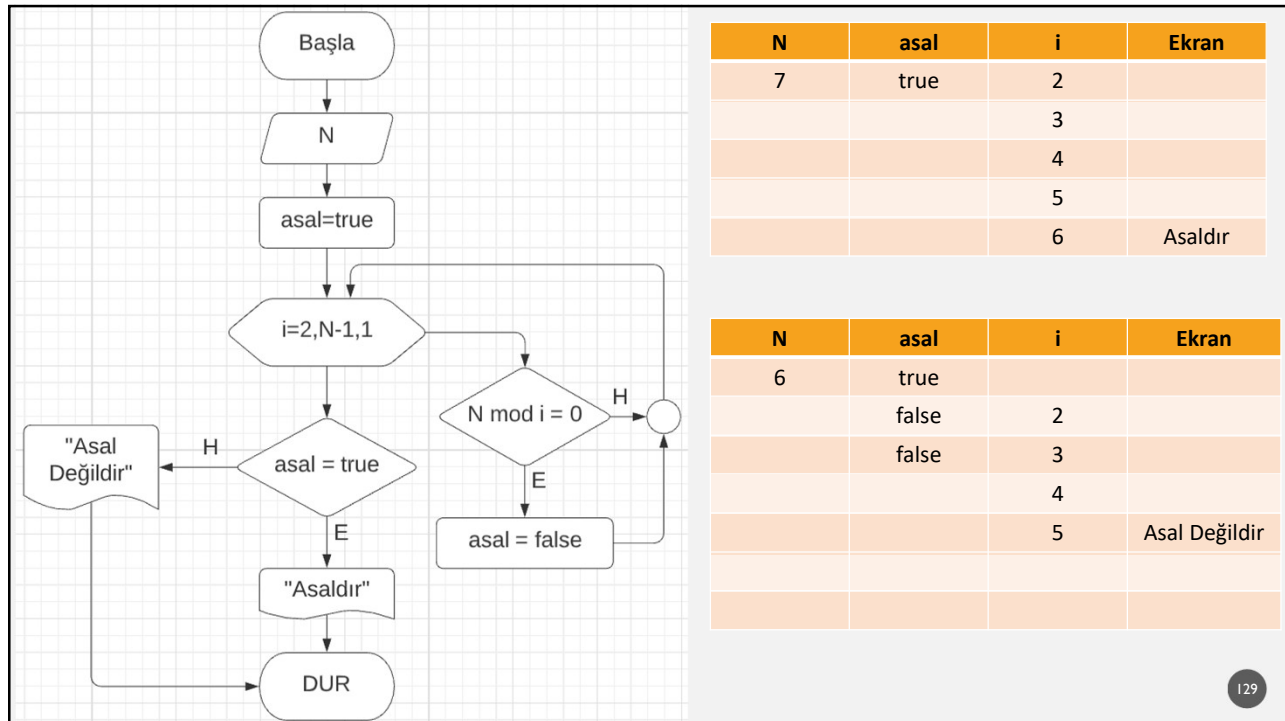 Başla
N
asal=true
i=2,N-1,1
N mod i = 0
H
E
asal = false
asal = true
H
"Asal
Değildir"
E
"Asaldır"
DUR
N asal i Ekran
7 true 2
3
4
5
6 Asaldır
N asal i Ekran
6 true
false 2
false 3
4
5 Asal Değildir
129